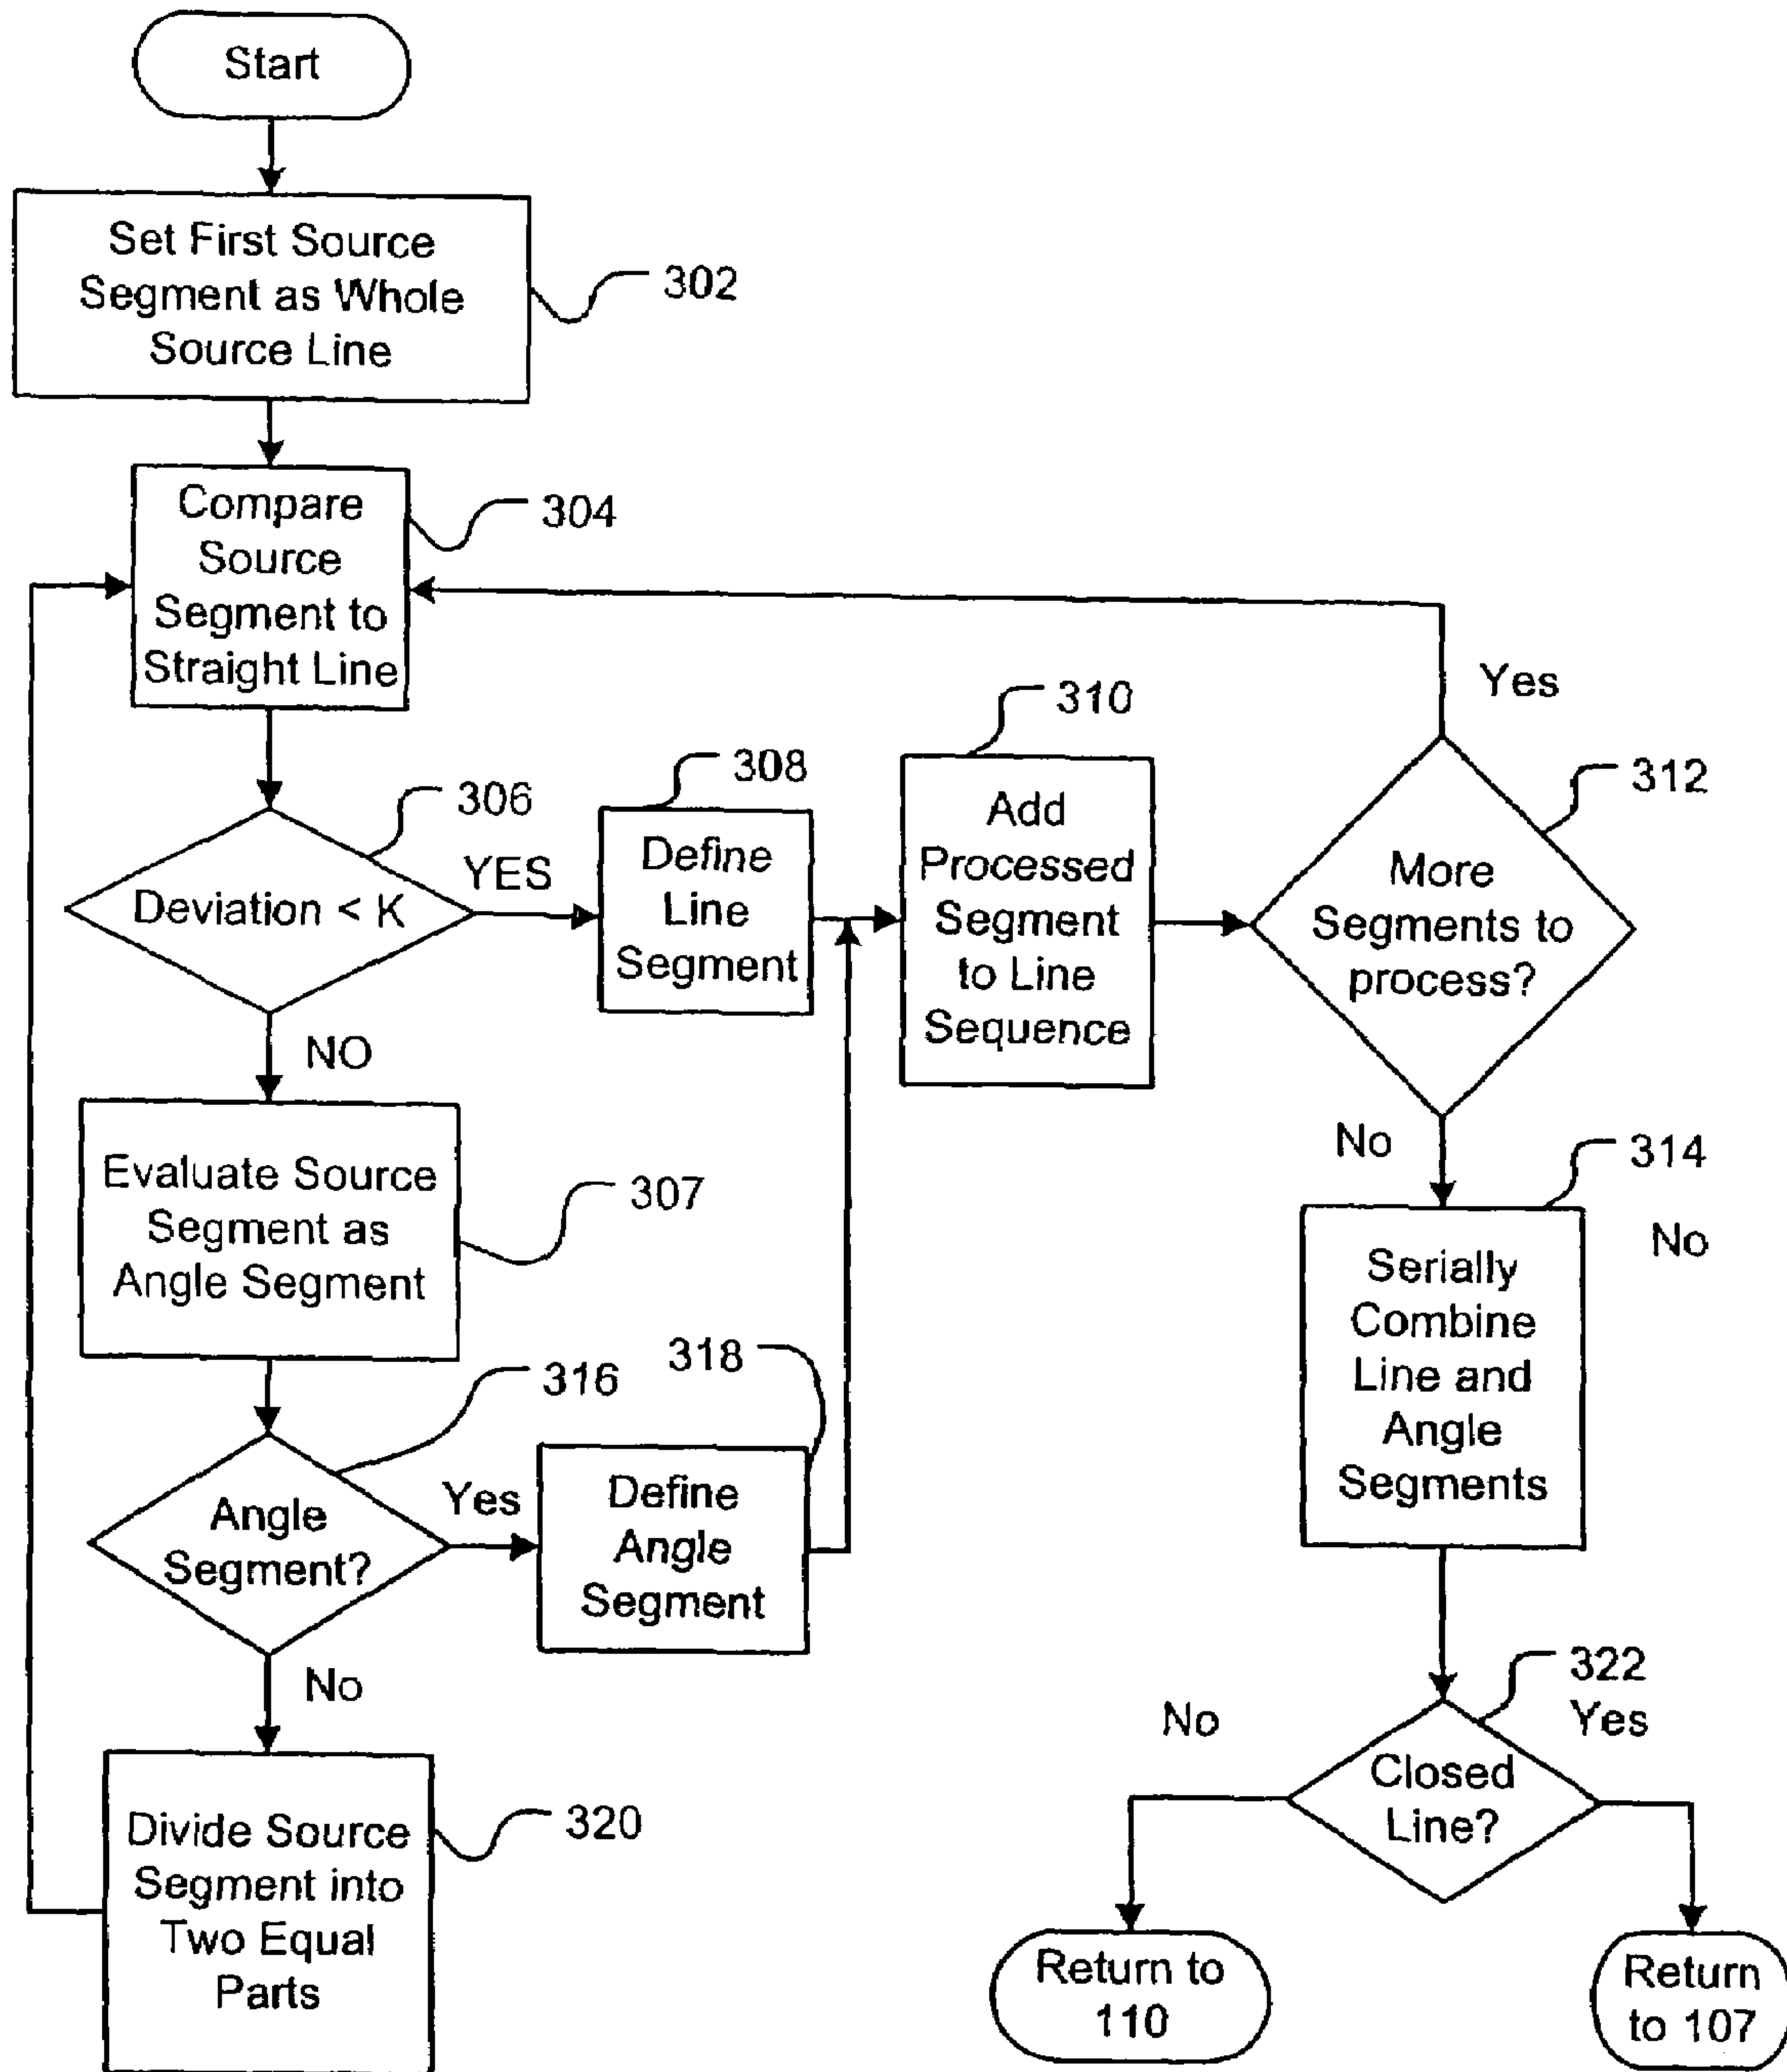 Start
Set First Source
Segment as Whole
Source Line
302
Compare
Source
Segment to
Straight Line
304
Deviation < K
306
YES
NO
Define
Line
Segment
308
Add
Processed
Segment
to Line
Sequence
310
More
Segments to
process?
312
Yes
No
Evaluate Source
Segment as
Angle Segment
307
Angle
Segment?
316
Yes
No
Define
Angle
Segment
318
Divide Source
Segment into
Two Equal
Parts
320
Serially
Combine
Line and
Angle
Segments
314
No
Closed
Line?
322
Yes
No
Return to
110
Return
to 107